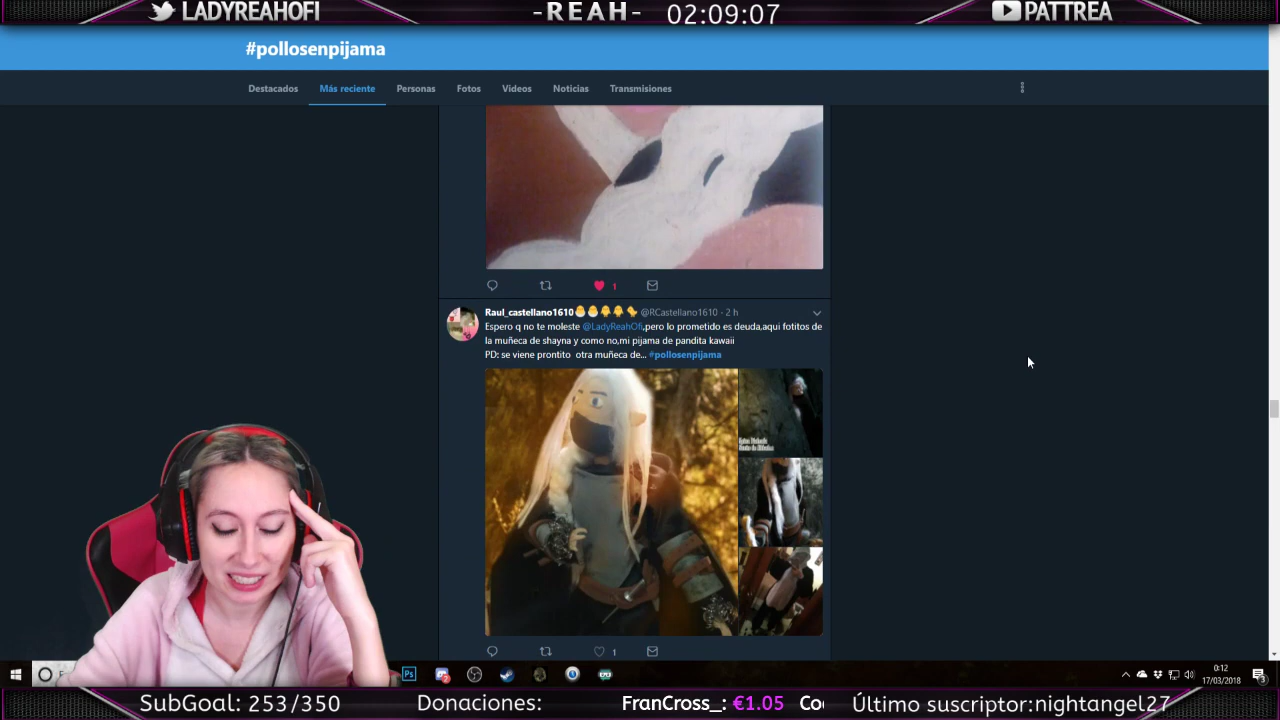 LADYREAHOFI
-REAH-
02:09:07
PATTREA
#pollosenpijama
Destacados
Más reciente
Personas
Fotos
Videos
Noticias
Transmisiones
1
Raul_castellano1610🐣🐣🐥🐥🐤 @RCastellano1610 · 2 h
Espero q no te moleste @LadyReahOfi,pero lo prometido es deuda,aqui fotitos de
la muñeca de shayna y como no,mi pijama de pandita kawaii
PD: se viene prontito otra muñeca de... #pollosenpijama
1
Ps
0:12
17/03/2018
3
SubGoal: 253/350
Donaciones:
FranCross_: €1.05
Co
Último suscriptor:nightangel27